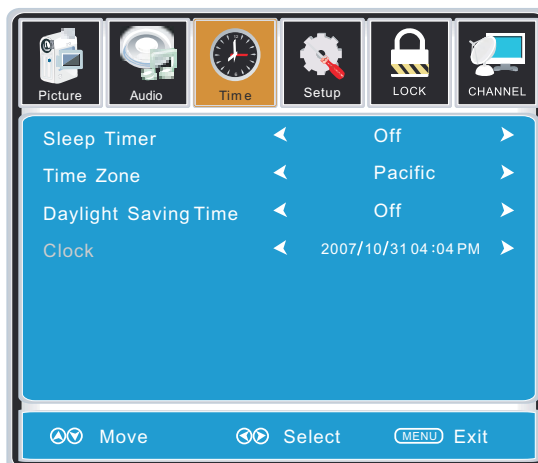 Picture Audio Time Setup LOCK CHANNEL
Sleep Timer Off
Time Zone Pacific
Daylight Saving Time Off
Clock 2007/10/31 04:04 PM
Move Select MENU Exit